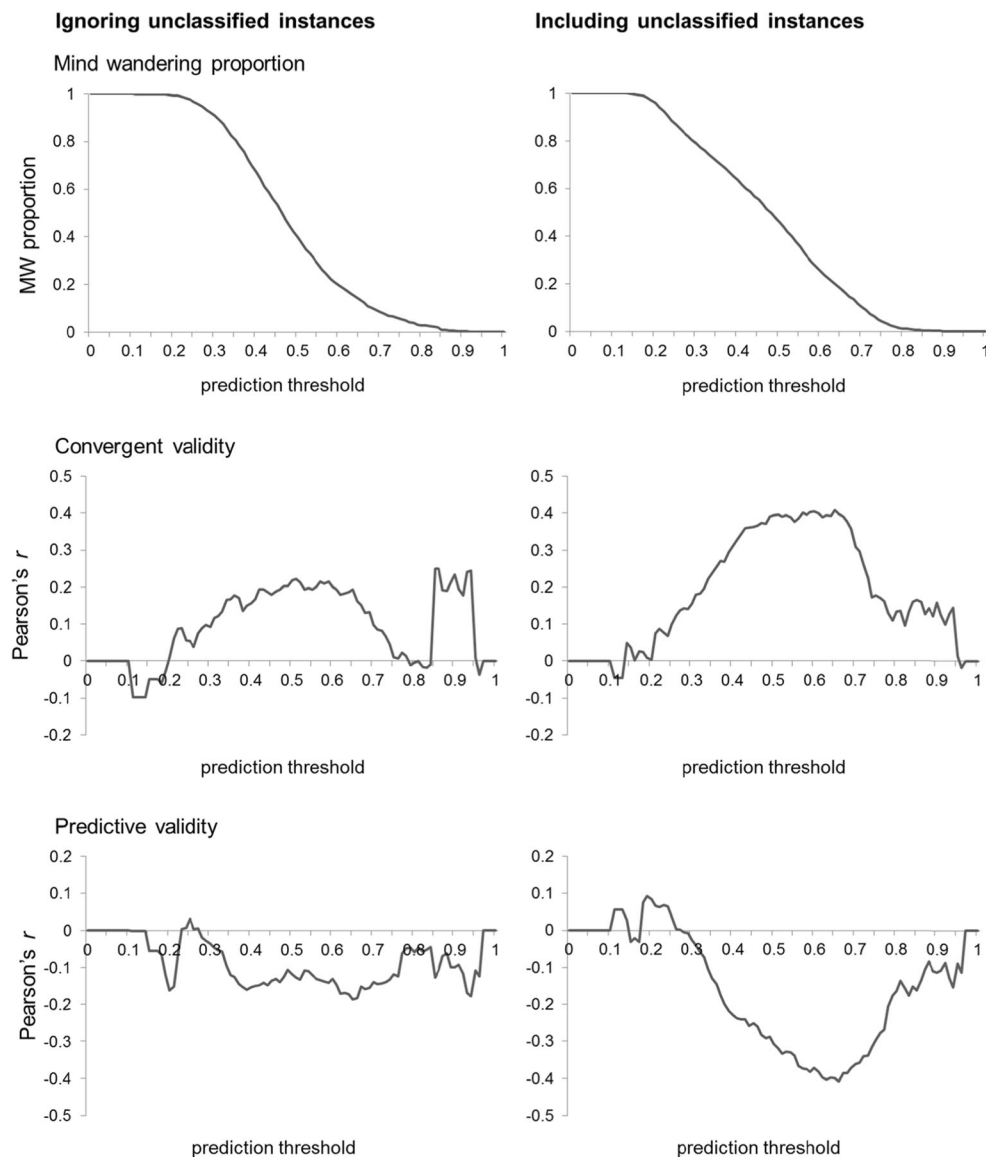 Ignoring unclassified instances
Including unclassified instances
Mind wandering proportion
MW proportion
1
0.8
0.6
0.4
0.2
0
0 0.1 0.2 0.3 0.4 0.5 0.6 0.7 0.8 0.9 1
prediction threshold
1
0.8
0.6
0.4
0.2
0
0 0.1 0.2 0.3 0.4 0.5 0.6 0.7 0.8 0.9 1
prediction threshold
Convergent validity
Pearson's r
0.5
0.4
0.3
0.2
0.1
0
-0.1
-0.2
0 0.1 0.2 0.3 0.4 0.5 0.6 0.7 0.8 0.9 1
prediction threshold
0.5
0.4
0.3
0.2
0.1
0
-0.1
-0.2
0 0.1 0.2 0.3 0.4 0.5 0.6 0.7 0.8 0.9 1
prediction threshold
Predictive validity
Pearson's r
0.2
0.1
0
-0.1
-0.2
-0.3
-0.4
-0.5
0 0.1 0.2 0.3 0.4 0.5 0.6 0.7 0.8 0.9 1
prediction threshold
0.2
0.1
0
-0.1
-0.2
-0.3
-0.4
-0.5
0 0.1 0.2 0.3 0.4 0.5 0.6 0.7 0.8 0.9 1
prediction threshold